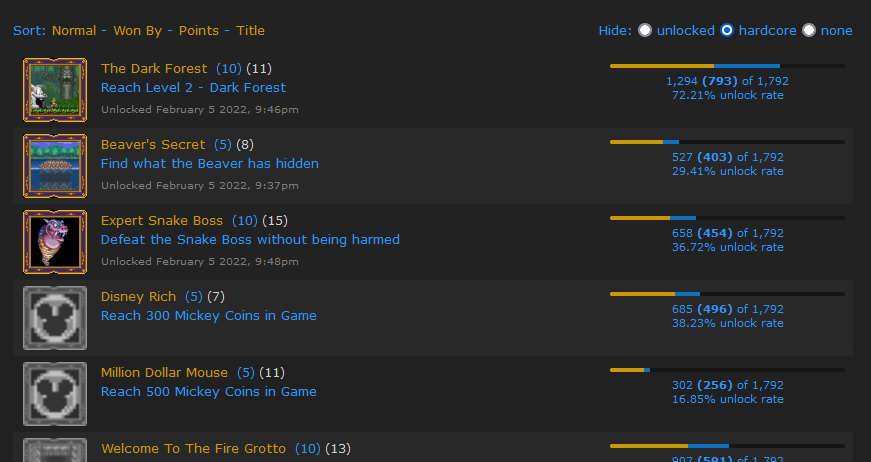 Sort: Normal - Won By - Points - Title
Hide: unlocked hardcore none
The Dark Forest (10) (11)
Reach Level 2 - Dark Forest
Unlocked February 5 2022, 9:46pm
1,294 (793) of 1,792
72.21% unlock rate
Beaver's Secret (5) (8)
Find what the Beaver has hidden
Unlocked February 5 2022, 9:37pm
527 (403) of 1,792
29.41% unlock rate
Expert Snake Boss (10) (15)
Defeat the Snake Boss without being harmed
Unlocked February 5 2022, 9:48pm
658 (454) of 1,792
36.72% unlock rate
Disney Rich (5) (7)
Reach 300 Mickey Coins in Game
685 (496) of 1,792
38.23% unlock rate
Million Dollar Mouse (5) (11)
Reach 500 Mickey Coins in Game
302 (256) of 1,792
16.85% unlock rate
Welcome To The Fire Grotto (10) (13)
907 (591) of 1,792